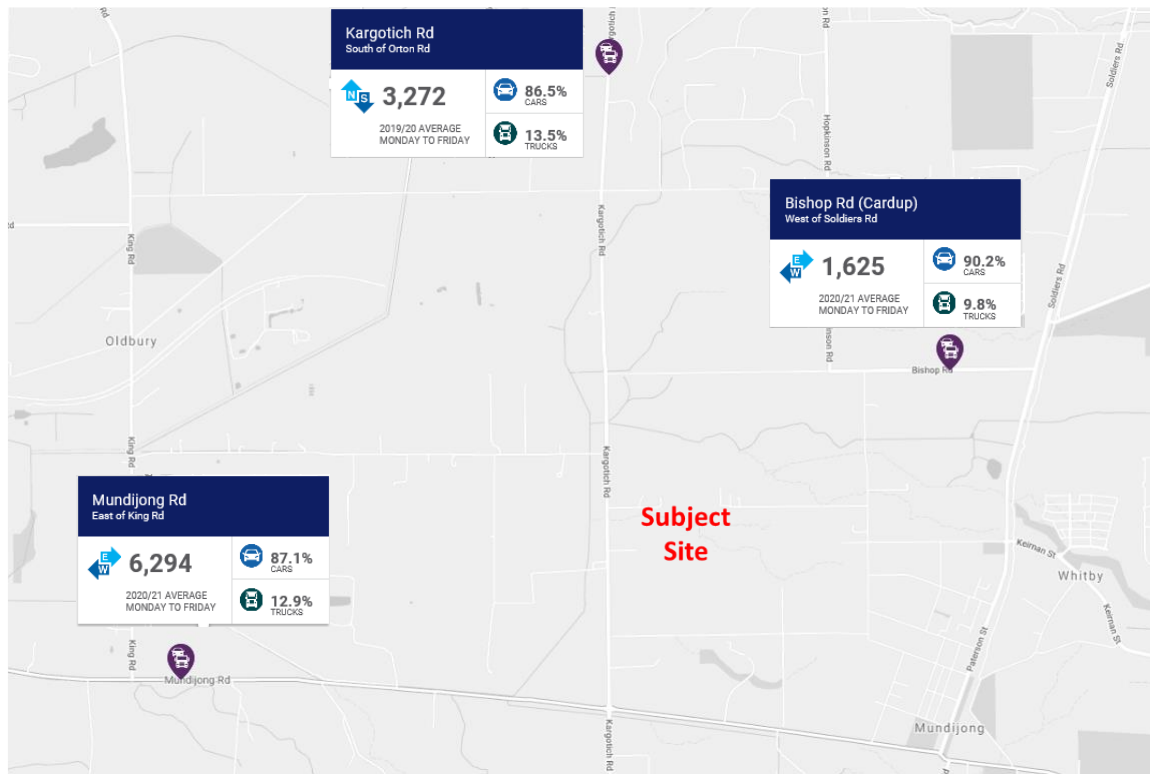 Kargotich Rd
South of Orton Rd
N S
3,272
2019/20 AVERAGE
MONDAY TO FRIDAY
86.5%
CARS
13.5%
TRUCKS
Soldiers Rd
Hopkinson Rd
Bishop Rd (Cardup)
West of Soldiers Rd
E W
1,625
2020/21 AVERAGE
MONDAY TO FRIDAY
90.2%
CARS
9.8%
TRUCKS
King Rd
Kargotich Rd
Soldiers Rd
Oldbury
Bishop Rd
King Rd
Kargotich Rd
Mundijong Rd
East of King Rd
E W
6,294
2020/21 AVERAGE
MONDAY TO FRIDAY
87.1%
CARS
12.9%
TRUCKS
Subject
Site
Keirnan St
Whitby
Keirnan St
Paterson St
King Rd
Mundijong Rd
Kargotich Rd
Mundijong